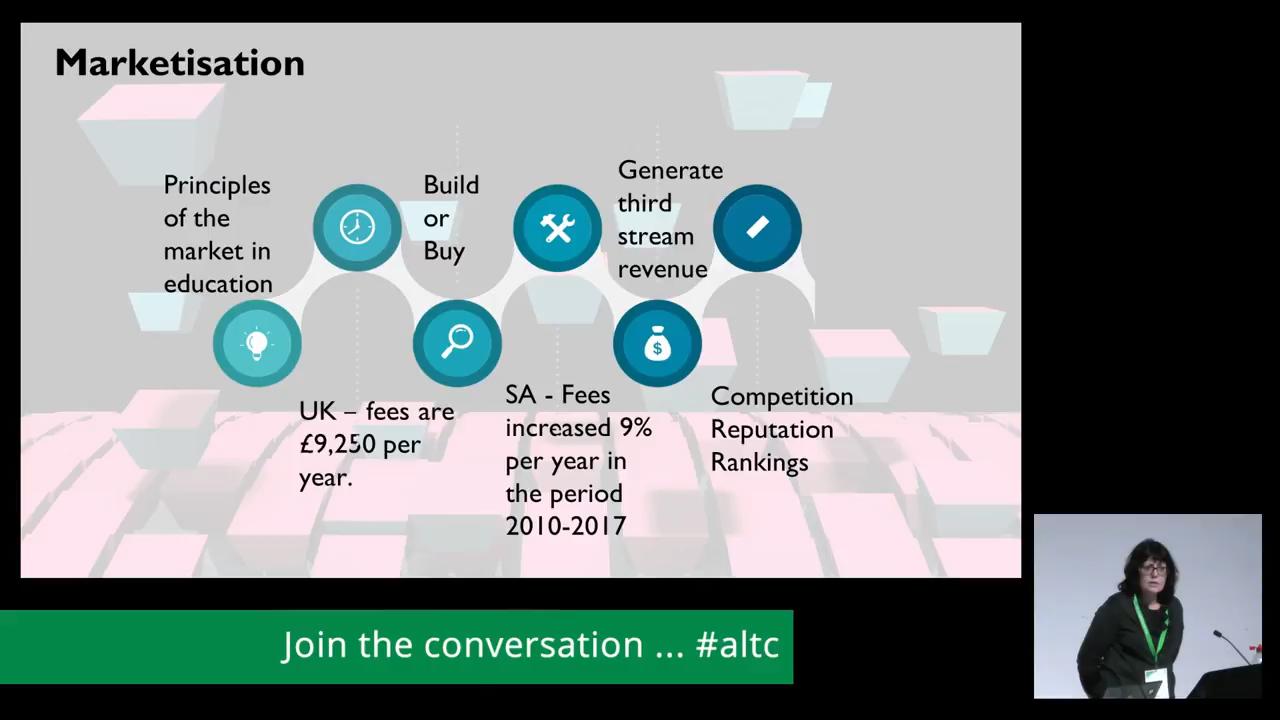 Marketisation
Principles
of the
market in
education
Build
or
Buy
Generate
third
stream
revenue
UK – fees are
£9,250 per
year.
SA - Fees
increased 9%
per year in
the period
2010-2017
Competition
Reputation
Rankings
$
Join the conversation ... #altc